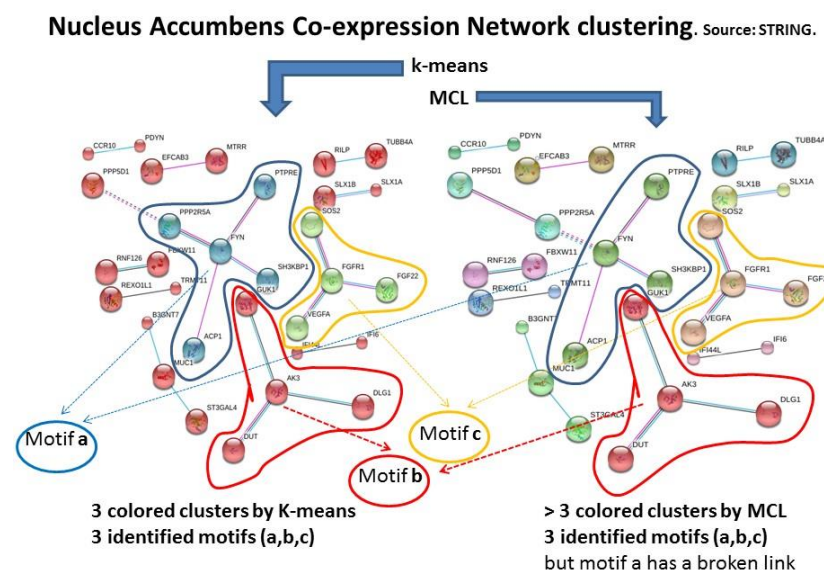 Nucleus Accumbens Co-expression Network clustering. Source: STRING.
k-means
MCL
CCR10
PDYN
EFCAB3
MTRR
PPP5D1
RILP
TUBB4A
SLX1B
SLX1A
PTPRE
SOS2
PPP2R5A
FYN
RNF126
FBXW11
SH3KBP1
FGFR1
FGF22
REXO1L1
TRMT11
GUK1
VEGFA
B3GNT7
ACP1
IFI44L
IFI6
MUC1
AK3
DLG1
ST3GAL4
DUT
CCR10
PDYN
EFCAB3
MTRR
PPP5D1
RILP
TUBB4A
SLX1B
SLX1A
PTPRE
SOS2
PPP2R5A
FYN
RNF126
FBXW11
SH3KBP1
FGFR1
REXO1L1
TRMT11
GUK1
VEGFA
B3GNT7
ACP1
IFI44L
IFI6
MUC1
AK3
DLG1
ST3GAL4
DUT
Motif a
Motif c
Motif b
3 colored clusters by K-means
3 identified motifs (a,b,c)
> 3 colored clusters by MCL
3 identified motifs (a,b,c)
but motif a has a broken link